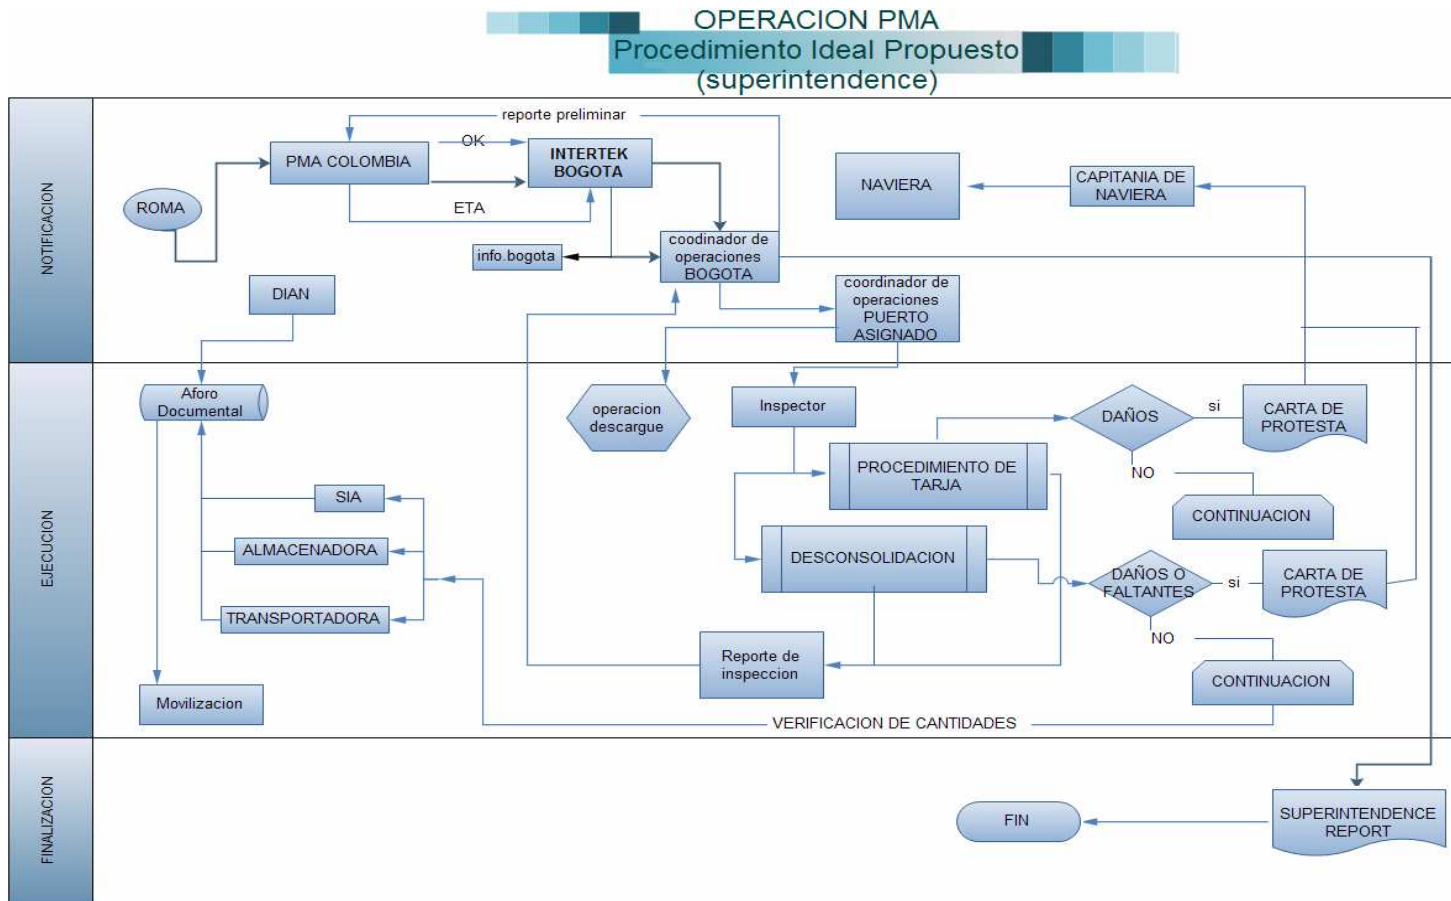 OPERACION PMA
Procedimiento Ideal Propuesto
(superintendence)
NOTIFICACION
reporte preliminar
OK
PMA COLOMBIA
INTERTEK
BOGOTA
NAVIERA
CAPITANIA DE
NAVIERA
ROMA
ETA
info.bogota
coodinador de
operaciones
BOGOTA
DIAN
coordinador de
operaciones
PUERTO
ASIGNADO
EJECUCION
Aforo
Documental
operacion
descargue
Inspector
DAÑOS
si
CARTA DE
PROTESTA
PROCEDIMIENTO DE
TARJA
NO
SIA
CONTINUACION
ALMACENADORA
DESCONSOLIDACION
DAÑOS O
FALTANTES
si
CARTA DE
PROTESTA
TRANSPORTADORA
NO
Reporte de
inspeccion
CONTINUACION
Movilizacion
VERIFICACION DE CANTIDADES
FINALIZACION
FIN
SUPERINTENDENCE
REPORT